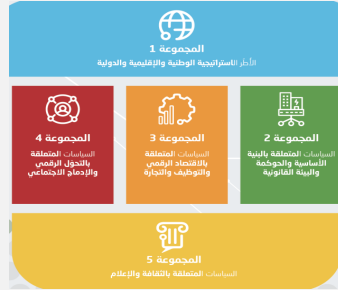 المجموعة 1
الأطر الاستراتيجية الوطنية والإقليمية والدولية
المجموعة 2
السياسات المتعلقة بالبنية
الأساسية والحوكمة
والبيئة القانونية
المجموعة 3
السياسات المتعلقة
بالاقتصاد الرقمي
والتوظيف والتجارة
المجموعة 4
السياسات المتعلقة
بالتحوّل الرقمي
والإدماج الاجتماعي
المجموعة 5
السياسات المتعلقة بالثقافة والإعلام